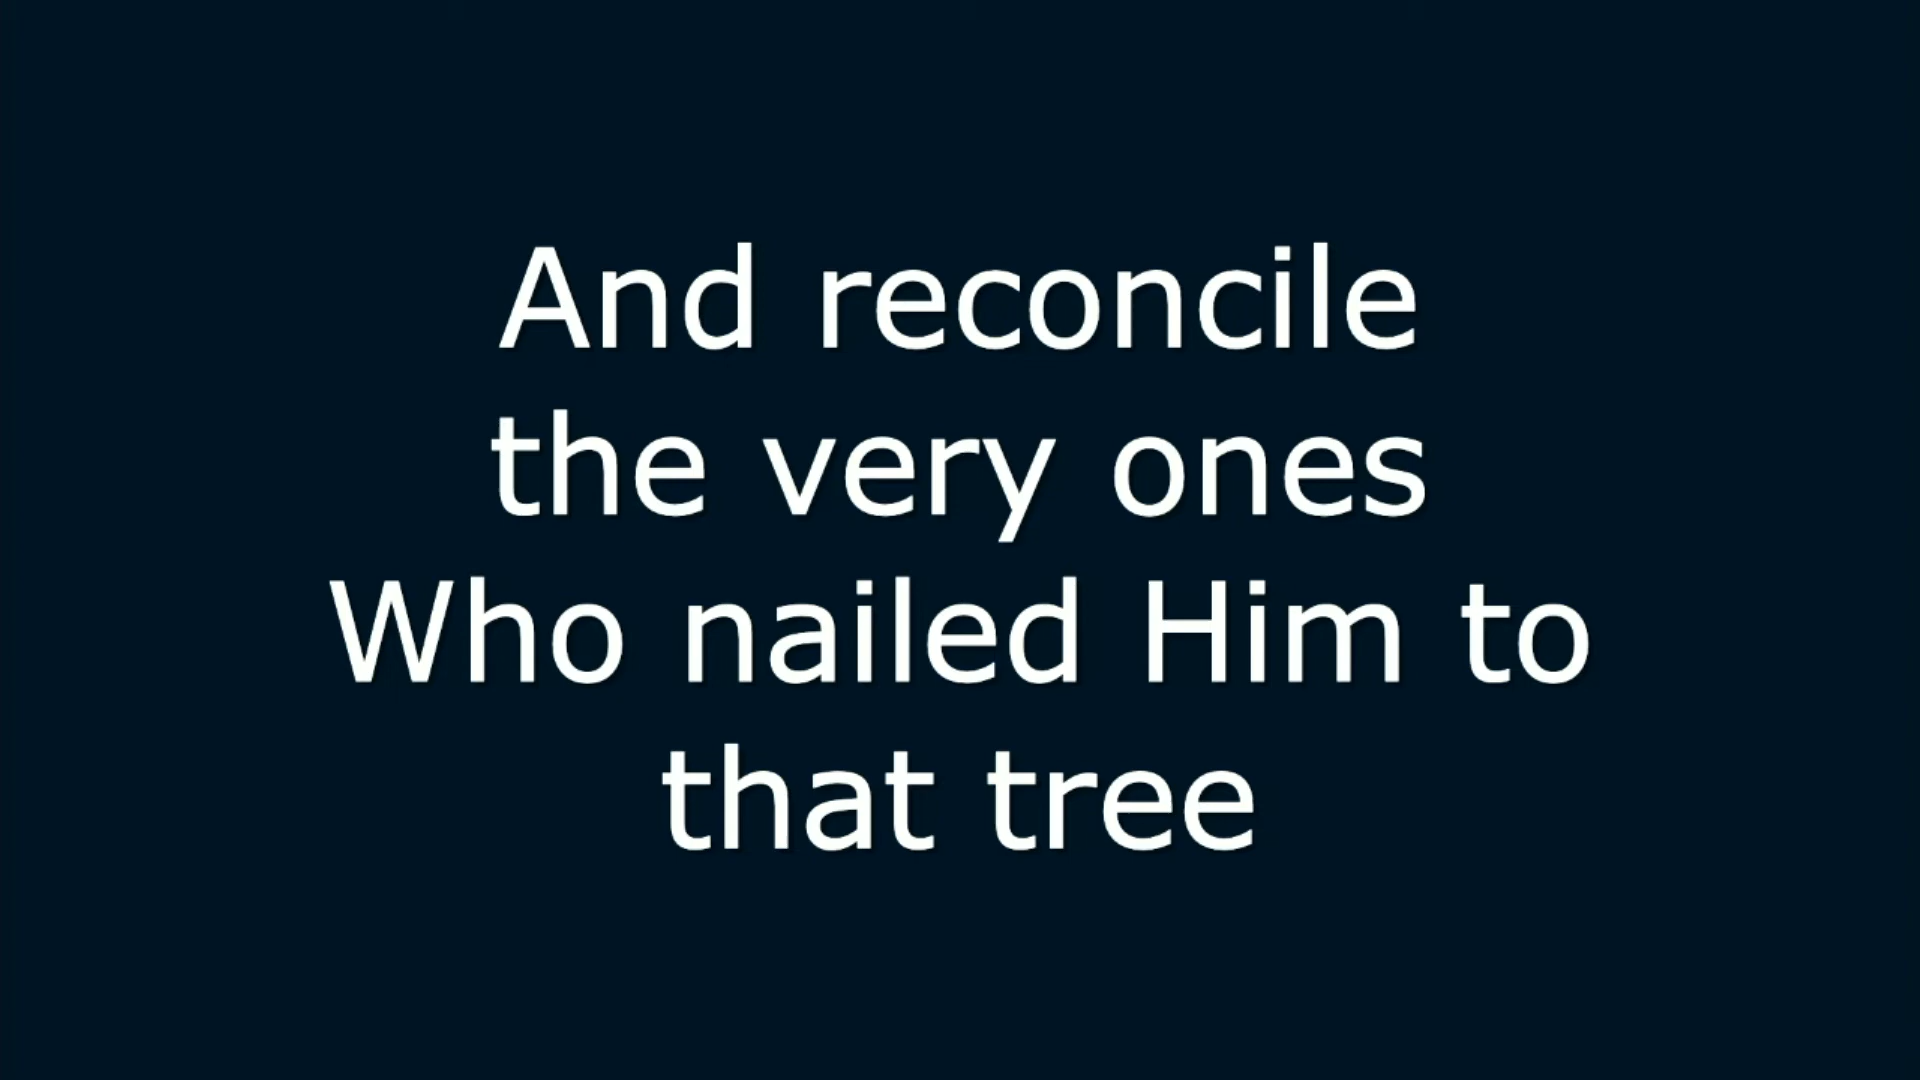 And reconcile
the very ones
Who nailed Him to
that tree